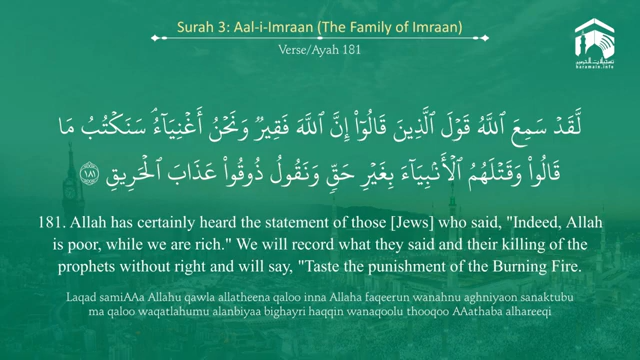 Surah 3: Aal-i-Imraan (The Family of Imraan)
Verse/Ayah 181
haramain.info
لَّقَدْ سَمِعَ ٱللَّهُ قَوْلَ ٱلَّذِينَ قَالُوٓا۟ إِنَّ ٱللَّهَ فَقِيرٌ وَنَحْنُ أَغْنِيَآءُ ۘ سَنَكْتُبُ مَا
قَالُوا۟ وَقَتْلَهُمُ ٱلْأَنۢبِيَآءَ بِغَيْرِ حَقٍّ وَنَقُولُ ذُوقُوا۟ عَذَابَ ٱلْحَرِيقِ ١٨١
181. Allah has certainly heard the statement of those [Jews] who said, "Indeed, Allah
is poor, while we are rich." We will record what they said and their killing of the
prophets without right and will say, "Taste the punishment of the Burning Fire.
Laqad samiAAa Allahu qawla allatheena qaloo inna Allaha faqeerun wanahnu aghniyaon sanaktubu
ma qaloo waqatlahumu alanbiyaa bighayri haqqin wanaqoolu thooqoo AAathaba alhareeqi